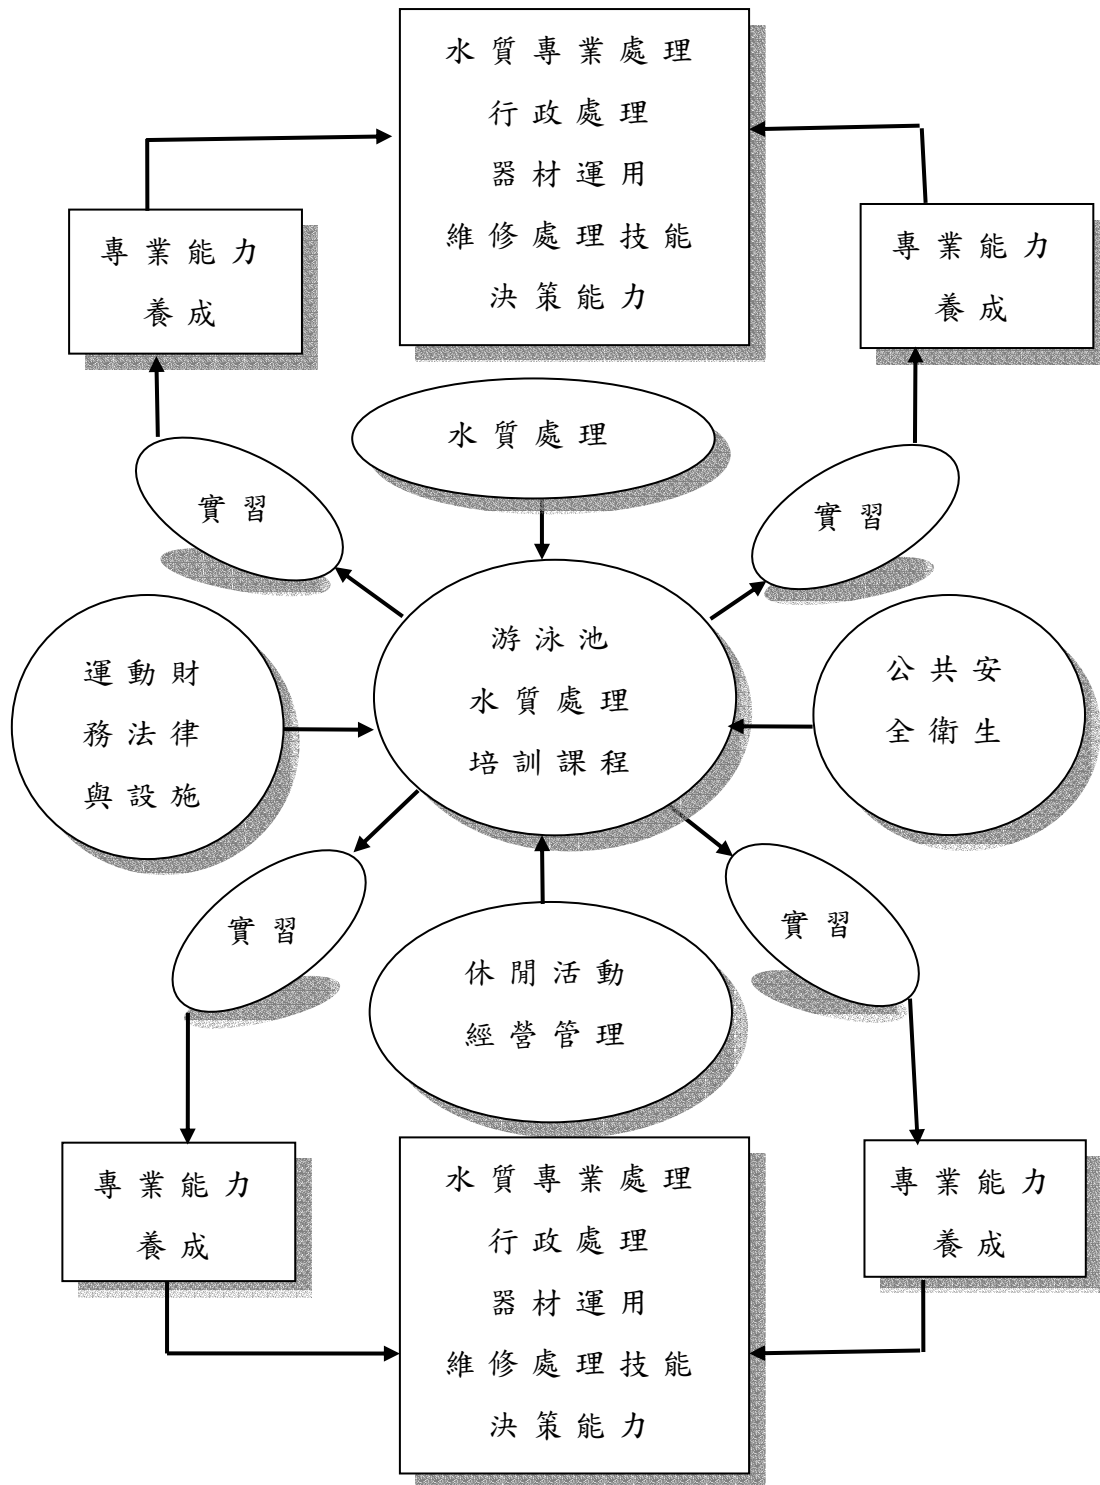 水質專業處理
行政處理
器材運用
維修處理技能
決策能力
專業能力
養成
專業能力
養成
水質處理
實習
實習
運動財
務法律
與設施
游泳池
水質處理
培訓課程
公共安
全衛生
實習
實習
休閒活動
經營管理
專業能力
養成
水質專業處理
行政處理
器材運用
維修處理技能
決策能力
專業能力
養成